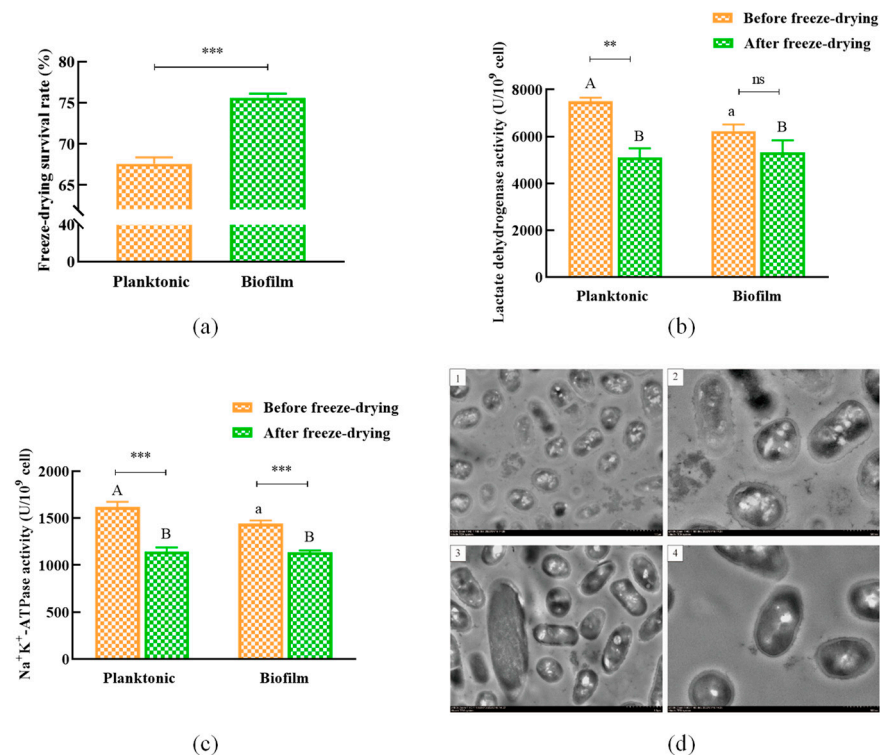 ***
Freeze-drying survival rate (%)
80
75
70
65
40
0
Planktonic Biofilm
(a)
Before freeze-drying
After freeze-drying
Lactate dehydrogenase activity (U/10⁹ cell)
8000
6000
4000
2000
0
**
A
B
ns
a
B
Planktonic Biofilm
(b)
Before freeze-drying
After freeze-drying
Na⁺K⁺-ATPase activity (U/10⁹ cell)
2000
1500
1000
500
0
***
A
B
***
a
B
Planktonic Biofilm
(c)
1
2
3
4
(d)